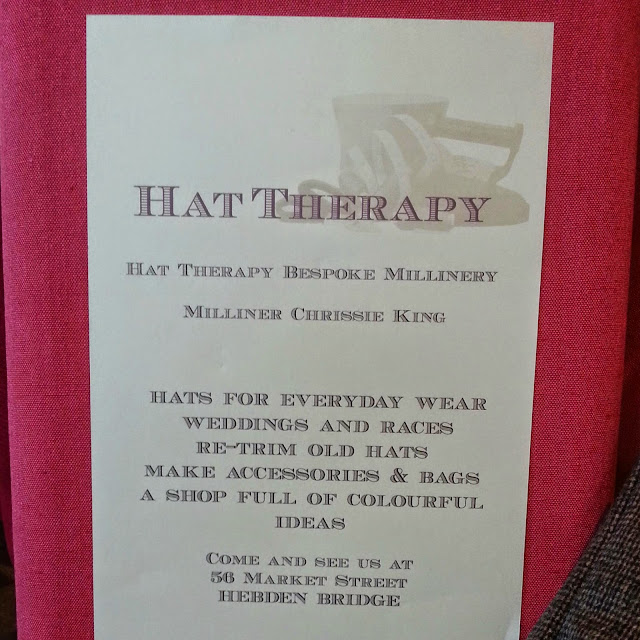 Hat Therapy
Hat Therapy Bespoke Millinery
Milliner Chrissie King
HATS FOR EVERYDAY WEAR
WEDDINGS AND RACES
RE-TRIM OLD HATS
MAKE ACCESSORIES & BAGS
A SHOP FULL OF COLOURFUL
IDEAS
Come and see us at
56 Market Street
HEBDEN BRIDGE